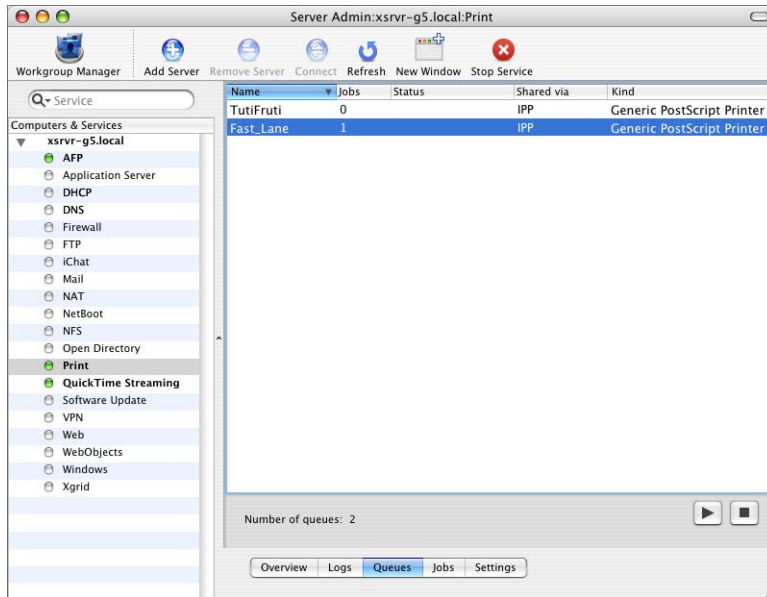 Server Admin:xsrvr-g5.local:Print
Workgroup Manager Add Server Remove Server Connect Refresh New Window Stop Service
Service
Computers & Services
xsrvr-g5.local
AFP
Application Server
DHCP
DNS
Firewall
FTP
iChat
Mail
NAT
NetBoot
NFS
Open Directory
Print
QuickTime Streaming
Software Update
VPN
Web
WebObjects
Windows
Xgrid
Name Jobs Status Shared via Kind
TutiFruti 0 IPP Generic PostScript Printer
Fast_Lane 1 IPP Generic PostScript Printer
Number of queues: 2
Overview Logs Queues Jobs Settings